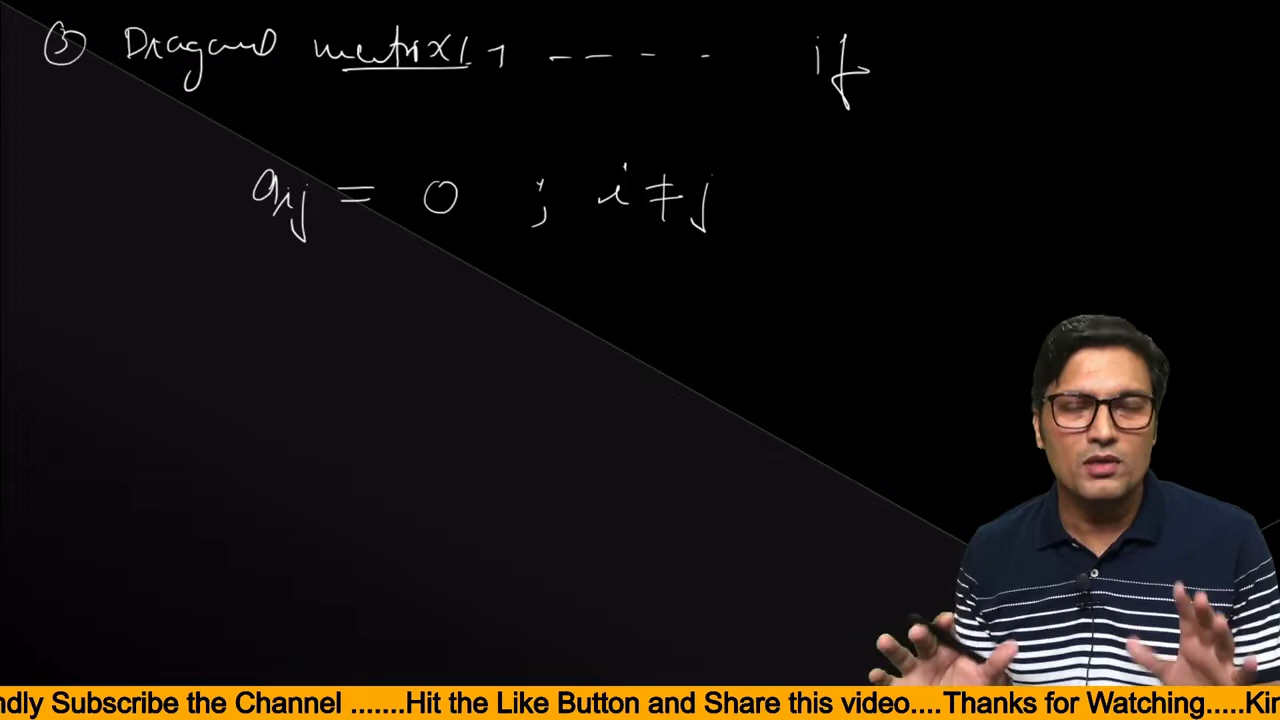 ③ Diagonal matrix:→ ----- if
aij = 0 ; i ≠ j
ndly Subscribe the Channel .......Hit the Like Button and Share this video....Thanks for Watching.....Kin